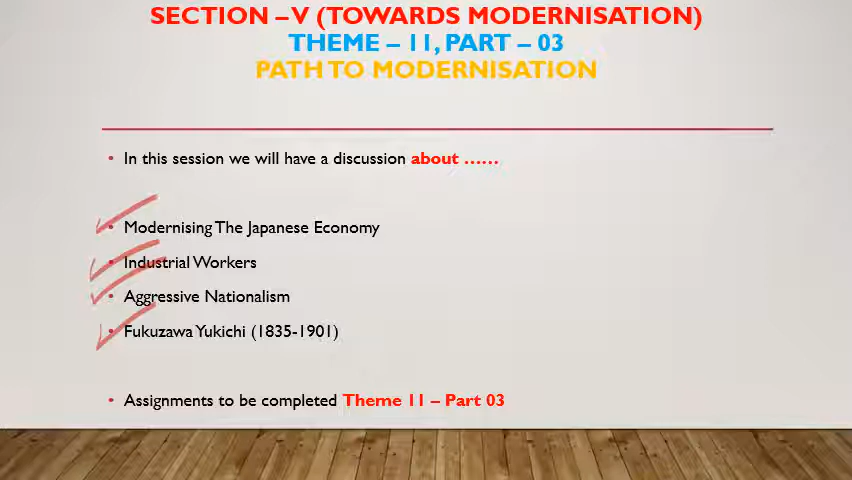 SECTION – V (TOWARDS MODERNISATION)
THEME – 11, PART – 03
PATH TO MODERNISATION
• In this session we will have a discussion about ……
• Modernising The Japanese Economy
• Industrial Workers
• Aggressive Nationalism
• Fukuzawa Yukichi (1835-1901)
• Assignments to be completed Theme 11 – Part 03